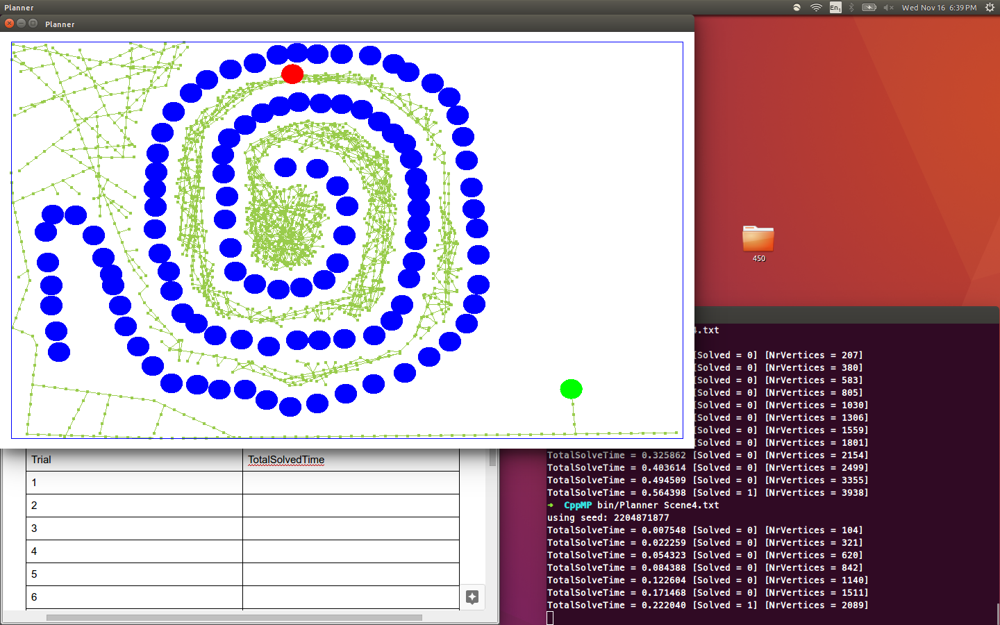 Planner
En1
Wed Nov 16 6:39 PM
Planner
450
4.txt
[Solved = 0] [NrVertices = 207]
[Solved = 0] [NrVertices = 380]
[Solved = 0] [NrVertices = 583]
[Solved = 0] [NrVertices = 805]
[Solved = 0] [NrVertices = 1030]
[Solved = 0] [NrVertices = 1306]
[Solved = 0] [NrVertices = 1559]
[Solved = 0] [NrVertices = 1801]
TotalSolveTime = 0.325862 [Solved = 0] [NrVertices = 2154]
TotalSolveTime = 0.403614 [Solved = 0] [NrVertices = 2499]
TotalSolveTime = 0.494509 [Solved = 0] [NrVertices = 3355]
TotalSolveTime = 0.564398 [Solved = 1] [NrVertices = 3938]
➜ CppMP bin/Planner Scene4.txt
using seed: 2204871877
TotalSolveTime = 0.007548 [Solved = 0] [NrVertices = 104]
TotalSolveTime = 0.022259 [Solved = 0] [NrVertices = 321]
TotalSolveTime = 0.054323 [Solved = 0] [NrVertices = 620]
TotalSolveTime = 0.084388 [Solved = 0] [NrVertices = 842]
TotalSolveTime = 0.122604 [Solved = 0] [NrVertices = 1140]
TotalSolveTime = 0.171468 [Solved = 0] [NrVertices = 1511]
TotalSolveTime = 0.222040 [Solved = 1] [NrVertices = 2089]
Trial TotalSolvedTime
1
2
3
4
5
6